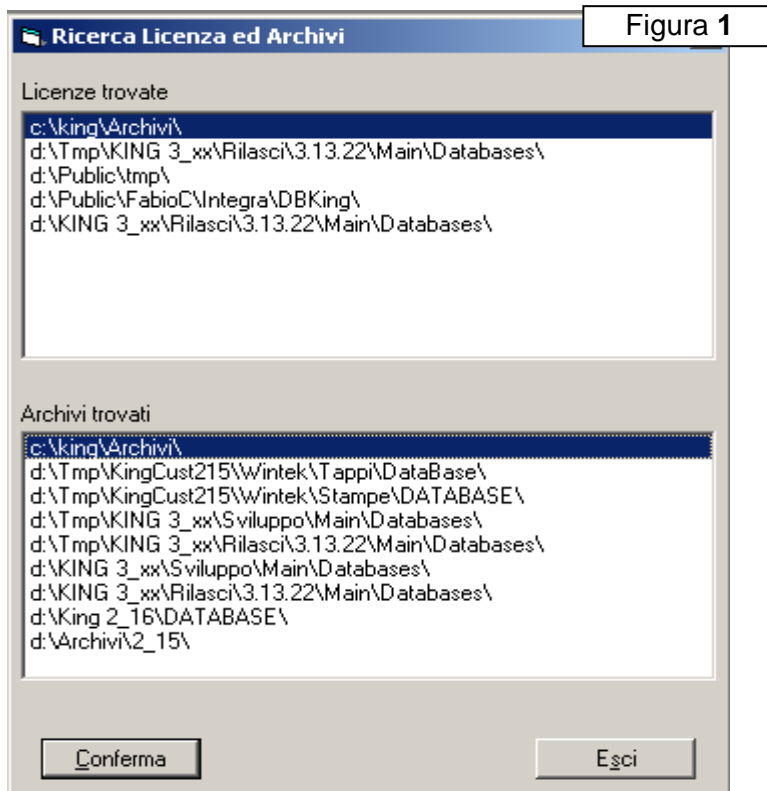 Figura 1
Ricerca Licenza ed Archivi
Licenze trovate
c:\king\Archivi\
d:\Tmp\KING 3_xx\Rilasci\3.13.22\Main\Databases\
d:\Public\tmp\
d:\Public\FabioC\Integra\DBKing\
d:\KING 3_xx\Rilasci\3.13.22\Main\Databases\
Archivi trovati
c:\king\Archivi\
d:\Tmp\KingCust215\Wintek\Tappi\DataBase\
d:\Tmp\KingCust215\Wintek\Stampe\DATABASE\
d:\Tmp\KING 3_xx\Sviluppo\Main\Databases\
d:\Tmp\KING 3_xx\Rilasci\3.13.22\Main\Databases\
d:\KING 3_xx\Sviluppo\Main\Databases\
d:\KING 3_xx\Rilasci\3.13.22\Main\Databases\
d:\King 2_16\DATABASE\
d:\Archivi\2_15\
Conferma
Esci